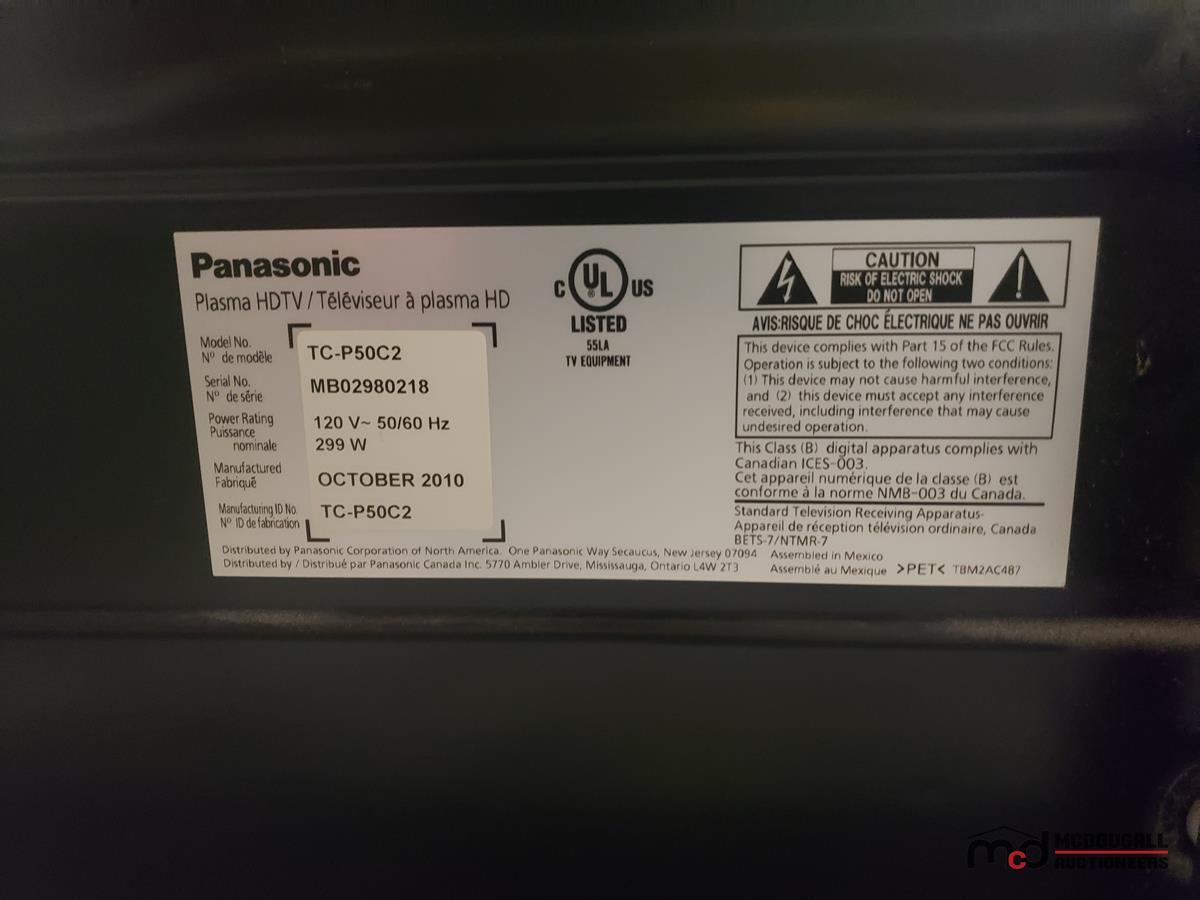 Panasonic
Plasma HDTV / Téléviseur à plasma HD
Model No.
Nº de modèle
TC-P50C2
Serial No.
Nº de série
MB02980218
Power Rating
Puissance
nominale
120 V~ 50/60 Hz
299 W
Manufactured
Fabriqué
OCTOBER 2010
Manufacturing ID No.
Nº ID de fabrication
TC-P50C2
C UL ® US
LISTED
55LA
TV EQUIPMENT
CAUTION
RISK OF ELECTRIC SHOCK
DO NOT OPEN
AVIS:RISQUE DE CHOC ÉLECTRIQUE NE PAS OUVRIR
This device complies with Part 15 of the FCC Rules.
Operation is subject to the following two conditions:
(1) This device may not cause harmful interference,
and (2) this device must accept any interference
received, including interference that may cause
undesired operation.
This Class (B) digital apparatus complies with
Canadian ICES-003.
Cet appareil numérique de la classe (B) est
conforme à la norme NMB-003 du Canada.
Standard Television Receiving Apparatus-
Appareil de réception télévision ordinaire, Canada
BETS-7/NTMR-7
Distributed by Panasonic Corporation of North America. One Panasonic Way Secaucus, New Jersey 07094
Distributed by / Distribué par Panasonic Canada Inc. 5770 Ambler Drive, Mississauga, Ontario L4W 2T3
Assembled in Mexico
Assemblé au Mexique >PET< TBM2AC487
mcd MCDOUGALL
AUCTIONEERS